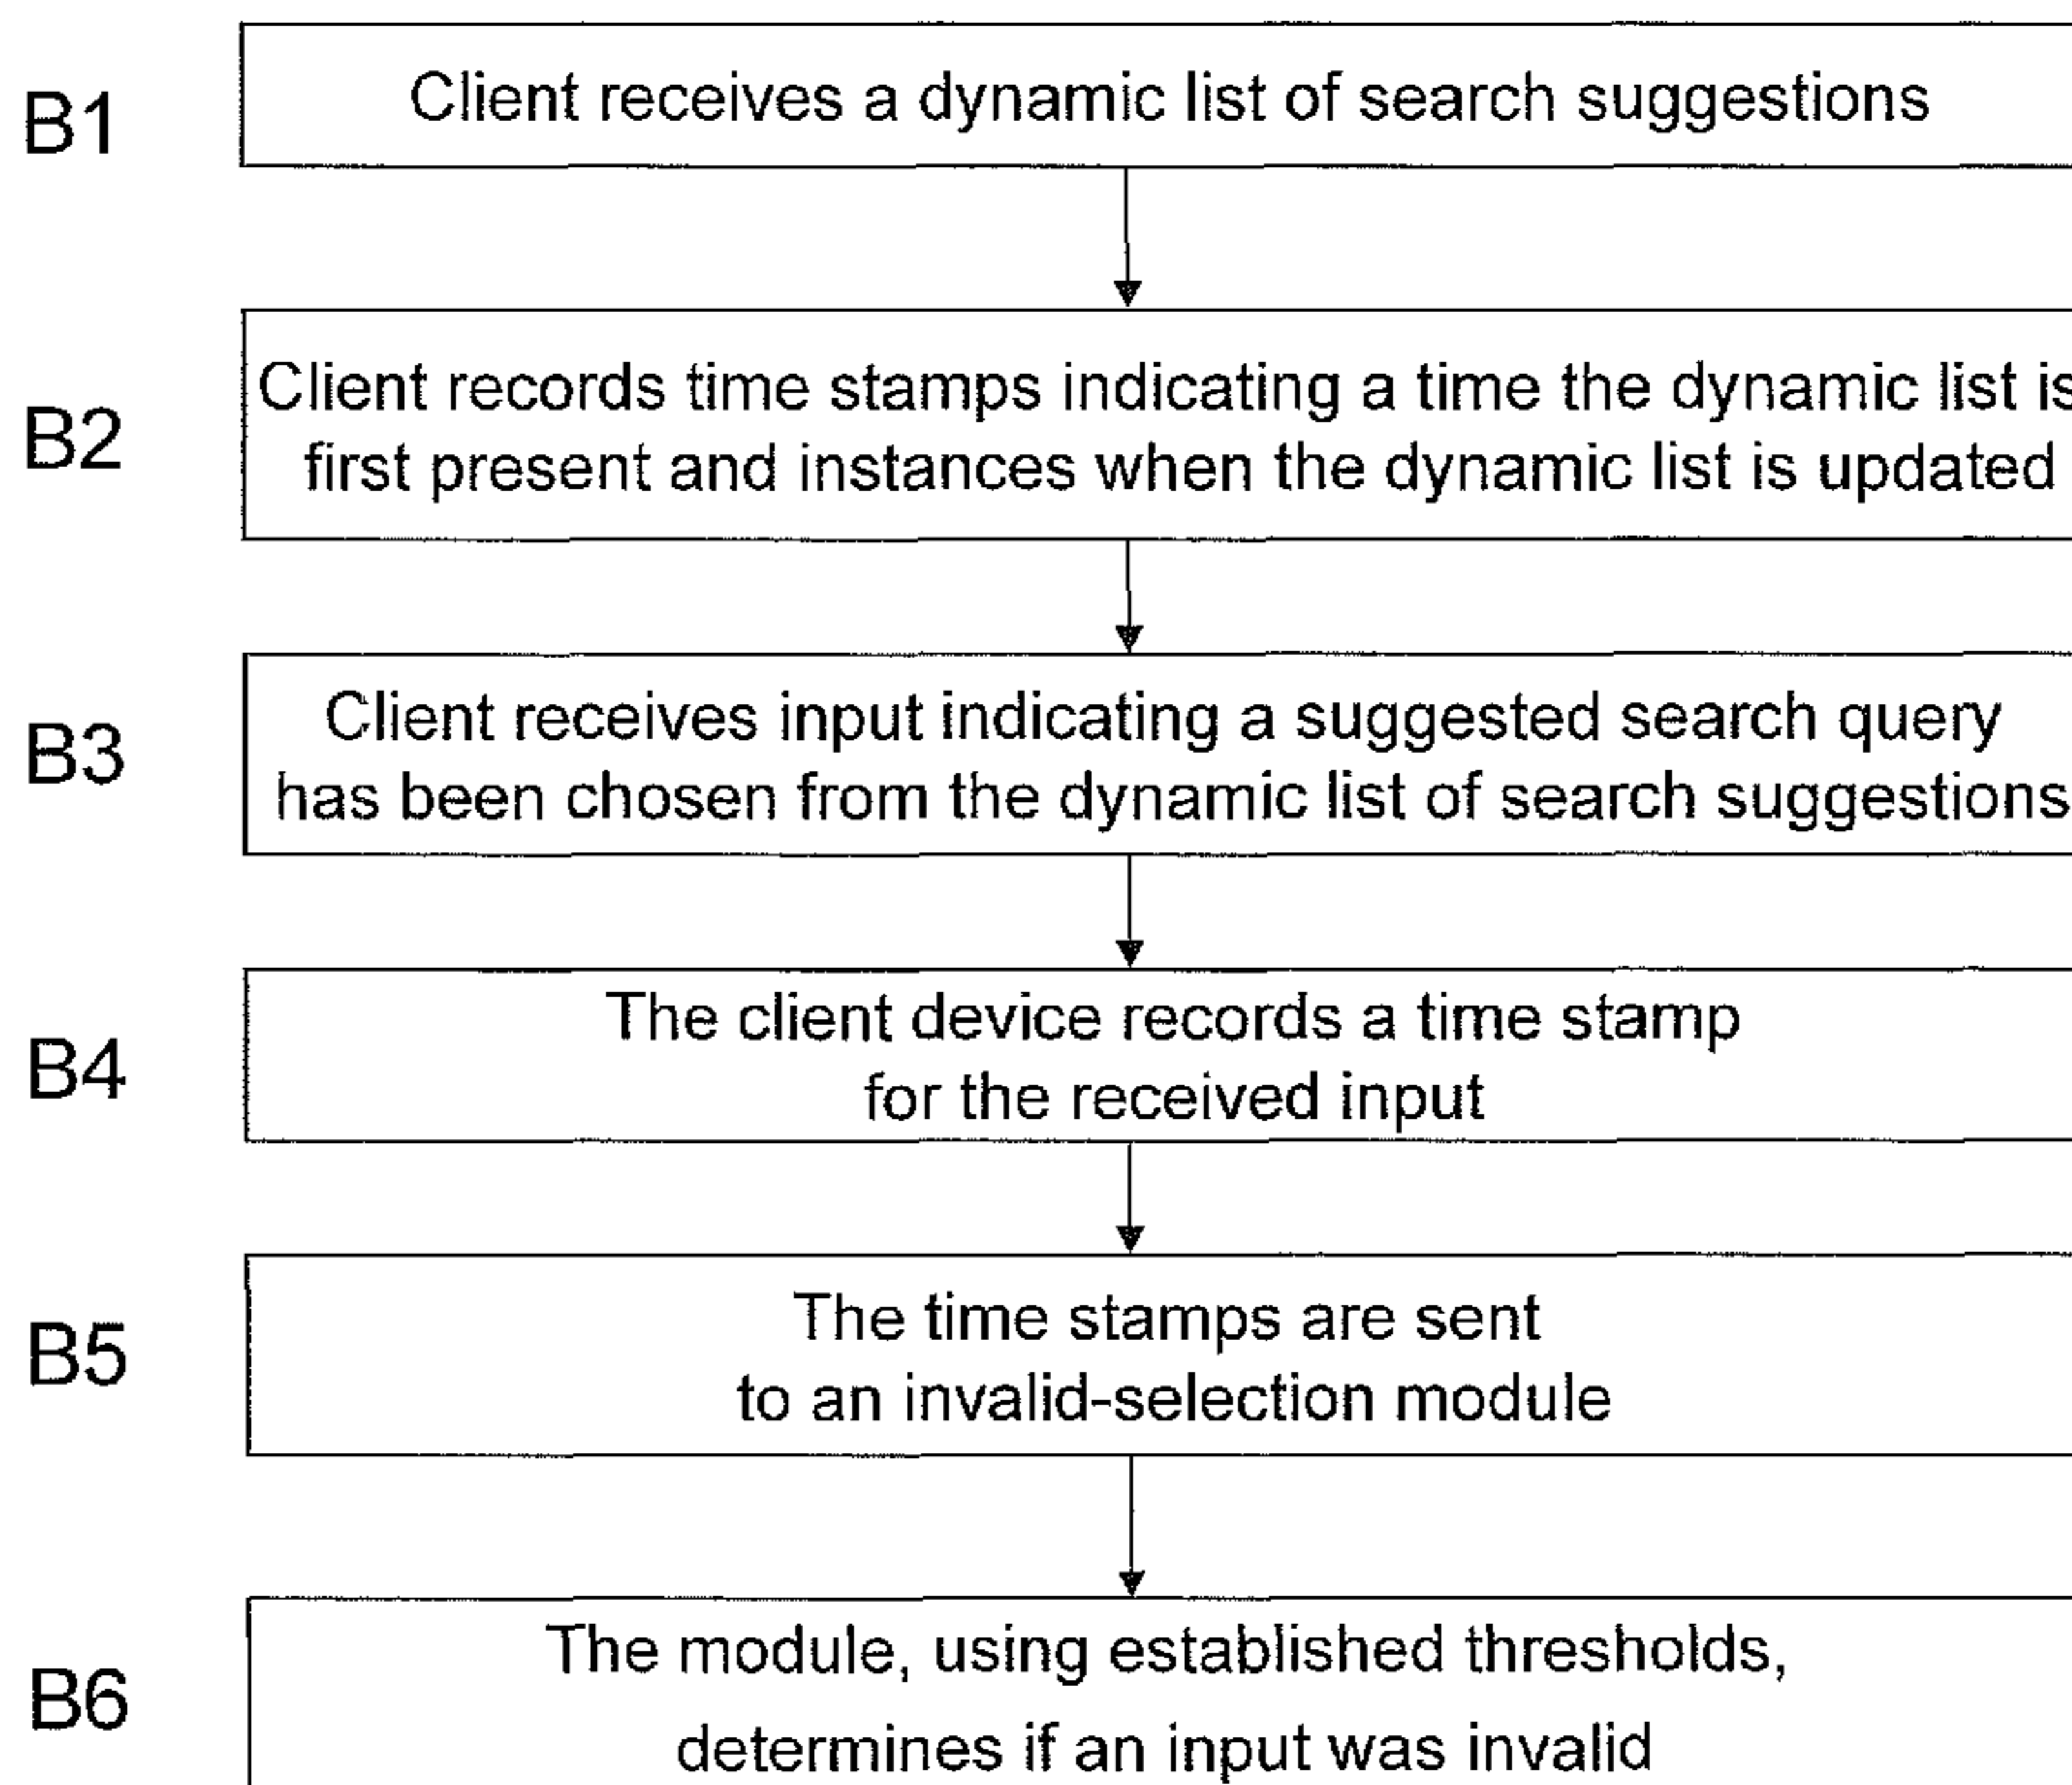 B1
Client receives a dynamic list of search suggestions
B2
Client records time stamps indicating a time the dynamic list is
first present and instances when the dynamic list is updated
B3
Client receives input indicating a suggested search query
has been chosen from the dynamic list of search suggestions
B4
The client device records a time stamp
for the received input
B5
The time stamps are sent
to an invalid-selection module
B6
The module, using established thresholds,
determines if an input was invalid